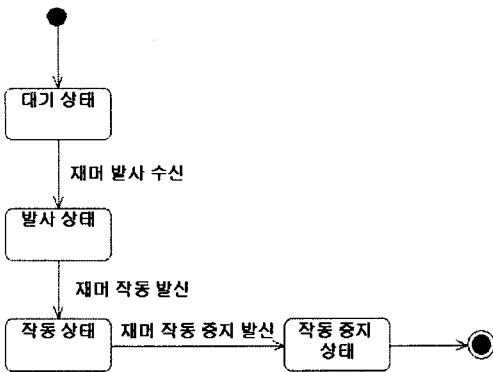 대기 상태
재머 발사 수신
발사 상태
재머 작동 발신
작동 상태
재머 작동 중지 발신
작동 중지
상태